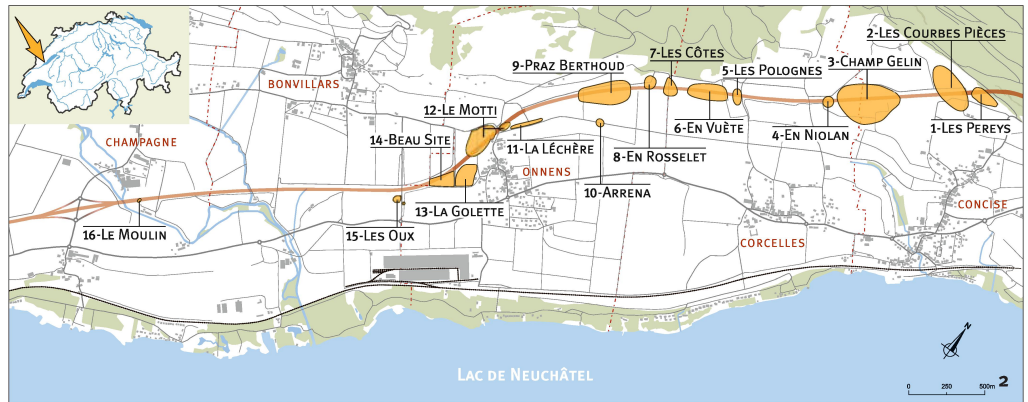 2-Les Courbes Pièces
7-Les Côtes
3-Champ Gelin
9-Praz Berthoud
5-Les Polognes
BONVILLARS
12-Le Motti
6-En Vuète
4-En Niolan
1-Les Pereys
CHAMPAGNE
14-Beau Site
11-La Léchère
8-En Rosselet
ONNENS
10-Arrena
13-La Golette
CONCISE
16-Le Moulin
15-Les Oux
CORCELLES
N
Lac de Neuchâtel
2
0 250 500m